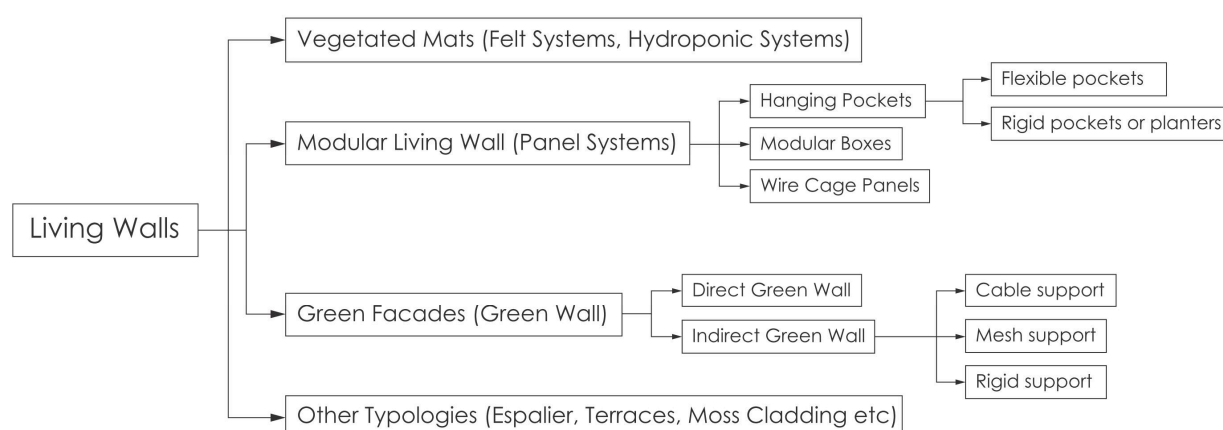 Living Walls
Vegetated Mats (Felt Systems, Hydroponic Systems)
Modular Living Wall (Panel Systems)
Hanging Pockets
Flexible pockets
Rigid pockets or planters
Modular Boxes
Wire Cage Panels
Green Facades (Green Wall)
Direct Green Wall
Indirect Green Wall
Cable support
Mesh support
Rigid support
Other Typologies (Espalier, Terraces, Moss Cladding etc)